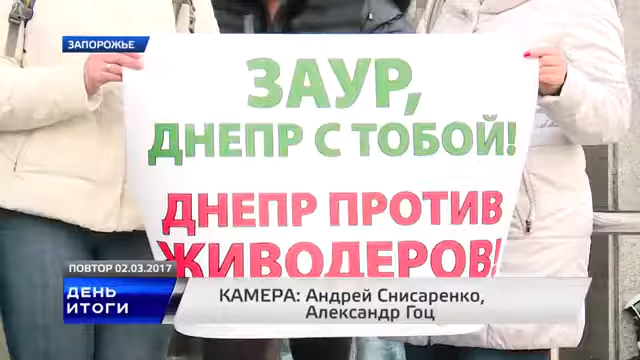 ЗАПОРОЖЬЕ
ЗАУР,
ДНЕПР С ТОБОЙ!
ДНЕПР ПРОТИВ
ЖИВОДЕРОВ!
ПОВТОР 02.03.2017
ДЕНЬ
ИТОГИ
КАМЕРА: Андрей Снисаренко,
Александр Гоц